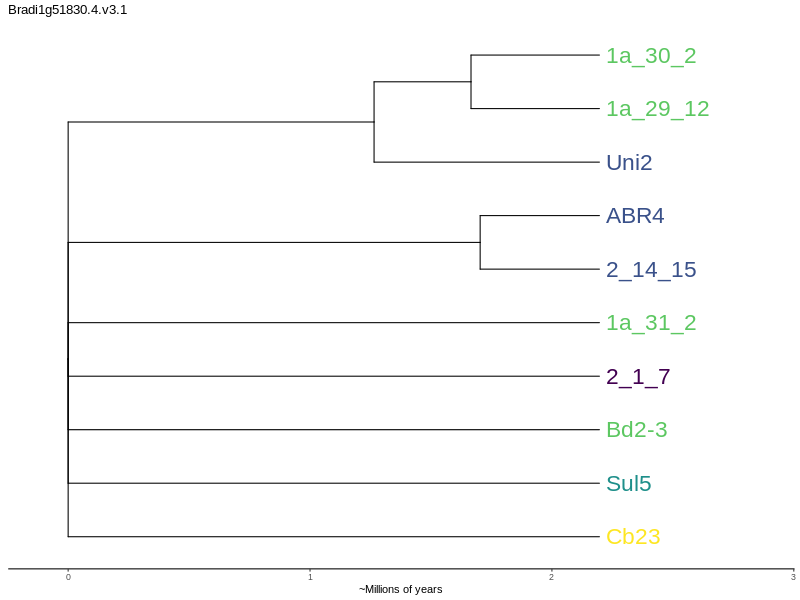 Bradi1g51830.4.v3.1
1a_30_2
1a_29_12
Uni2
ABR4
2_14_15
1a_31_2
2_1_7
Bd2-3
Sul5
Cb23
0 1 2 3
~Millions of years